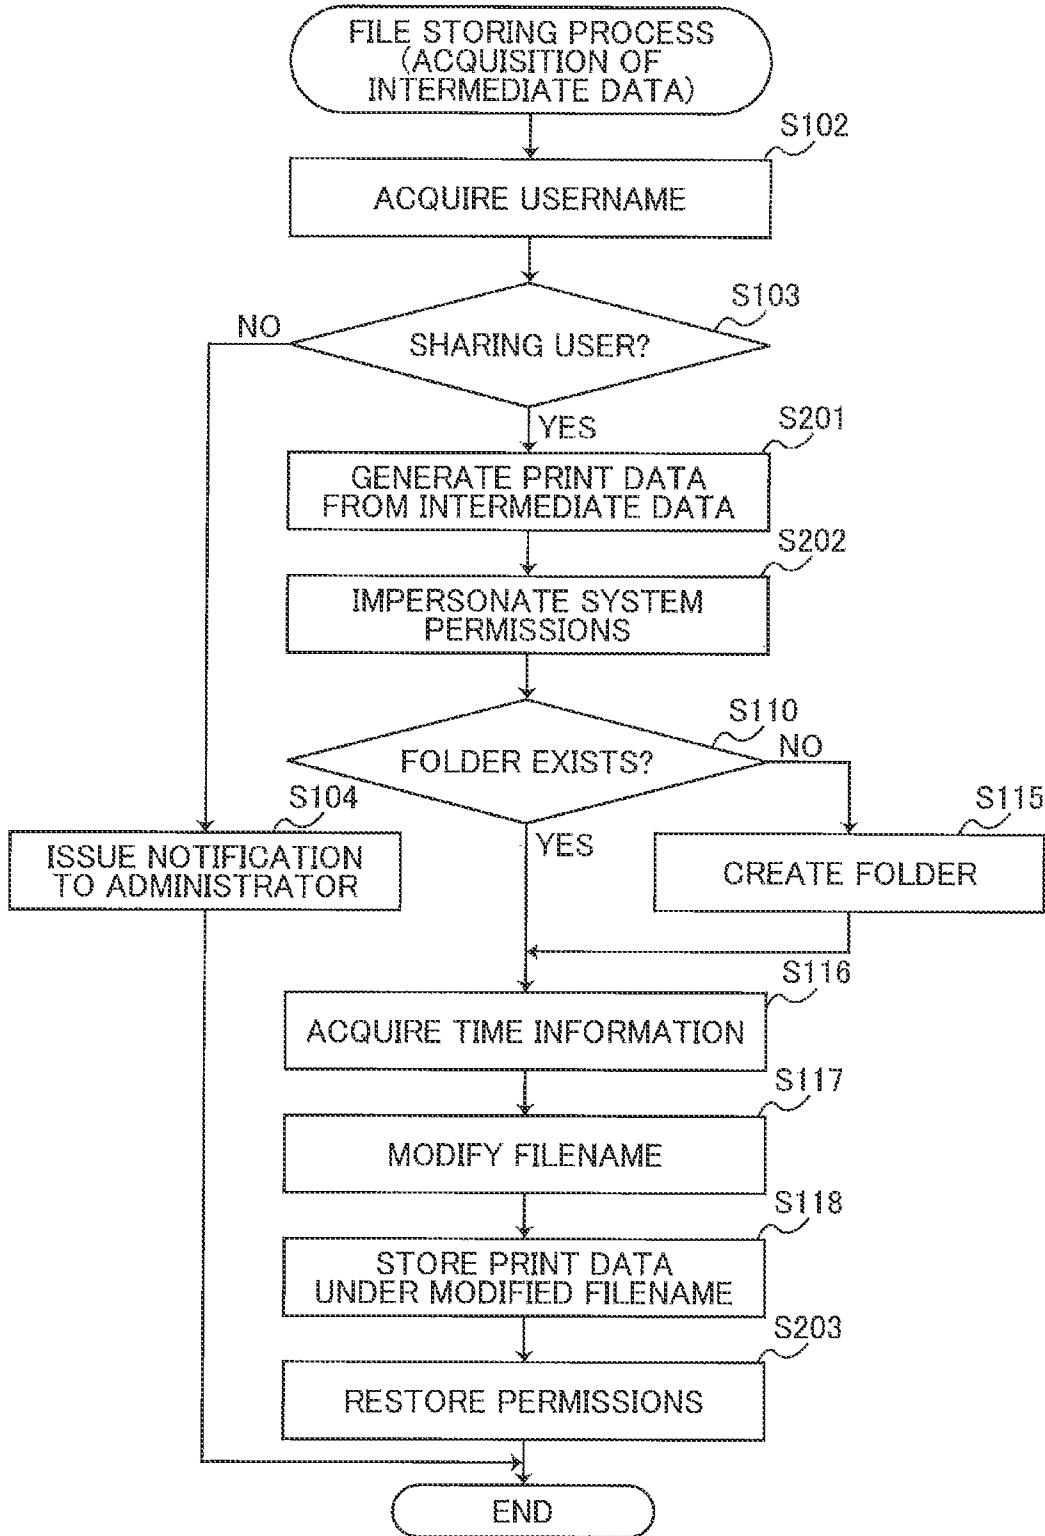 FILE STORING PROCESS
(ACQUISITION OF
INTERMEDIATE DATA)
S102
ACQUIRE USERNAME
S103
NO
SHARING USER?
YES
S201
GENERATE PRINT DATA
FROM INTERMEDIATE DATA
S202
IMPERSONATE SYSTEM
PERMISSIONS
S110
NO
FOLDER EXISTS?
YES
S104
ISSUE NOTIFICATION
TO ADMINISTRATOR
S115
CREATE FOLDER
S116
ACQUIRE TIME INFORMATION
S117
MODIFY FILENAME
S118
STORE PRINT DATA
UNDER MODIFIED FILENAME
S203
RESTORE PERMISSIONS
END